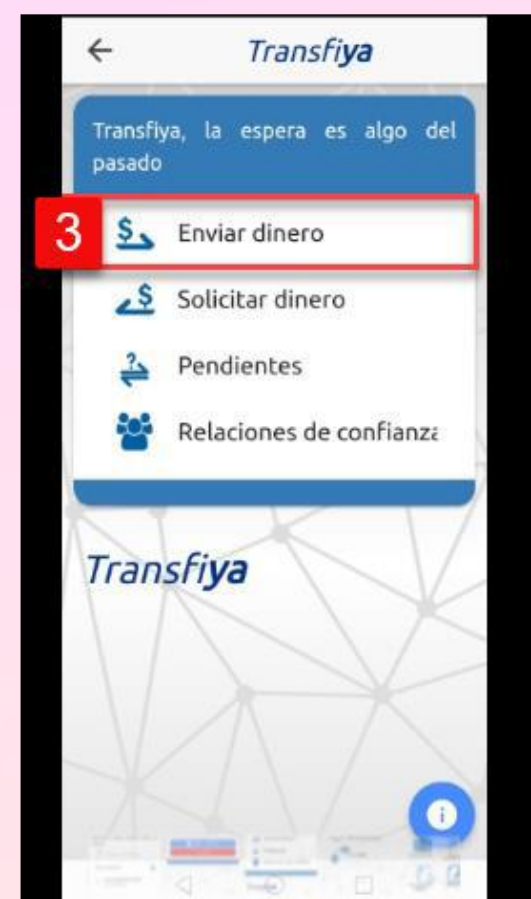 Transfiya
Transfiya, la espera es algo del
pasado
3
Enviar dinero
Solicitar dinero
Pendientes
Relaciones de confianza
Transfiya